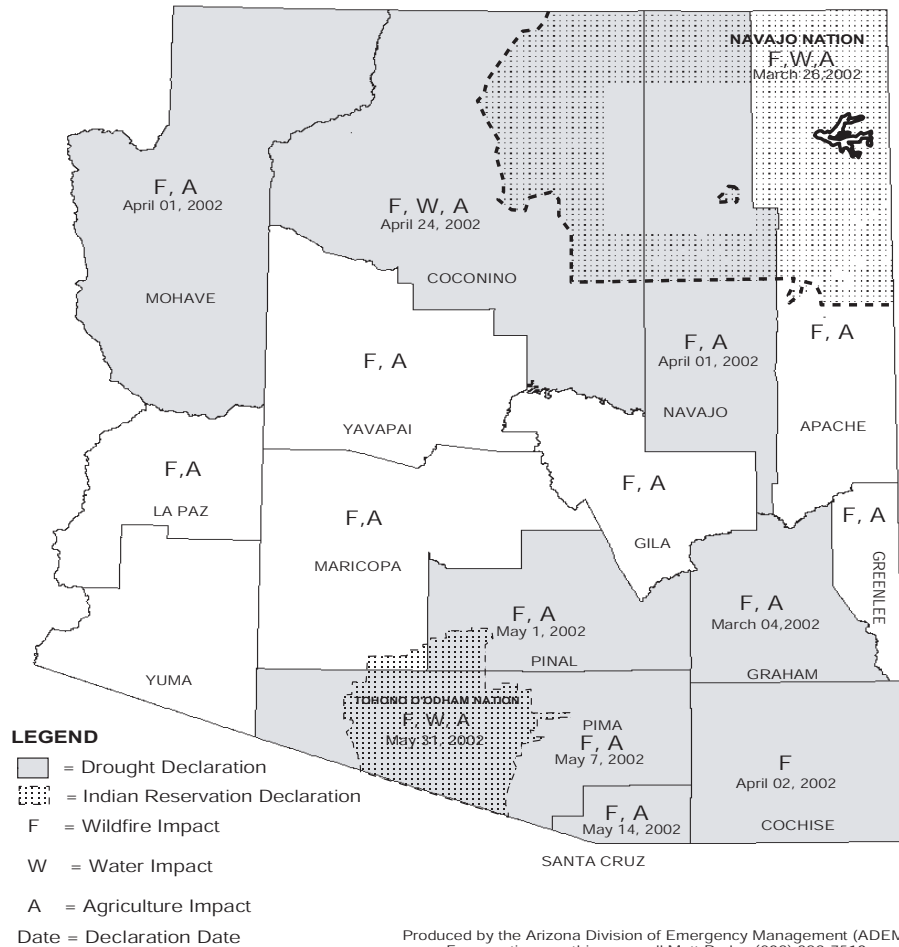 NAVAJO NATION
F,W,A
March 26,2002
F, A
April 01, 2002
F, W, A
April 24, 2002
COCONINO
MOHAVE
F, A
F, A
April 01, 2002
F, A
NAVAJO
YAVAPAI
APACHE
F,A
LA PAZ
F,A
F, A
F, A
GILA
MARICOPA
GREENLEE
F, A
May 1, 2002
F, A
March 04,2002
PINAL
GRAHAM
YUMA
TOHONO O'ODHAM NATION
F, W, A
May 31, 2002
PIMA
F, A
May 7, 2002
F
April 02, 2002
F, A
May 14, 2002
COCHISE
SANTA CRUZ
LEGEND
= Drought Declaration
= Indian Reservation Declaration
F = Wildfire Impact
W = Water Impact
A = Agriculture Impact
Date = Declaration Date
Produced by the Arizona Division of Emergency Management (ADEM